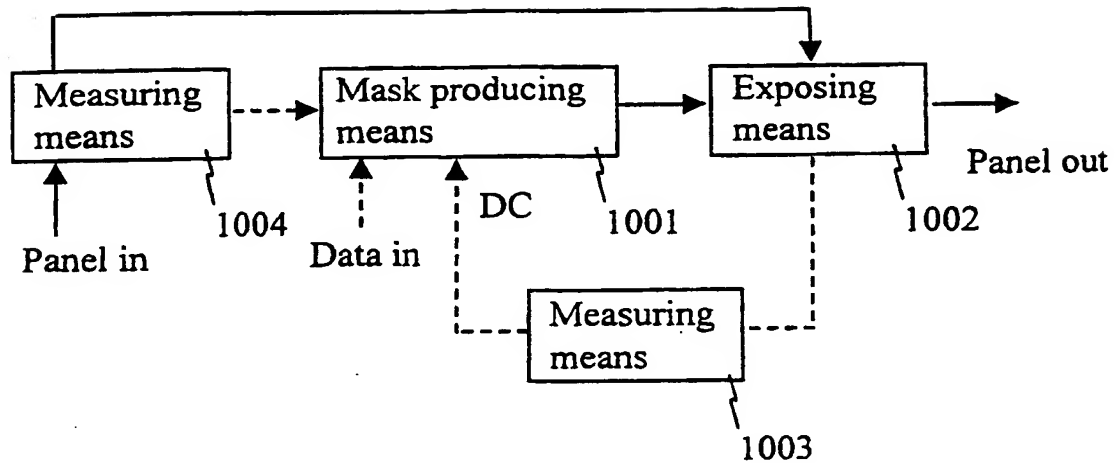 Measuring
means
1004
Panel in
Mask producing
means
1001
Data in
DC
Exposing
means
1002
Panel out
Measuring
means
1003